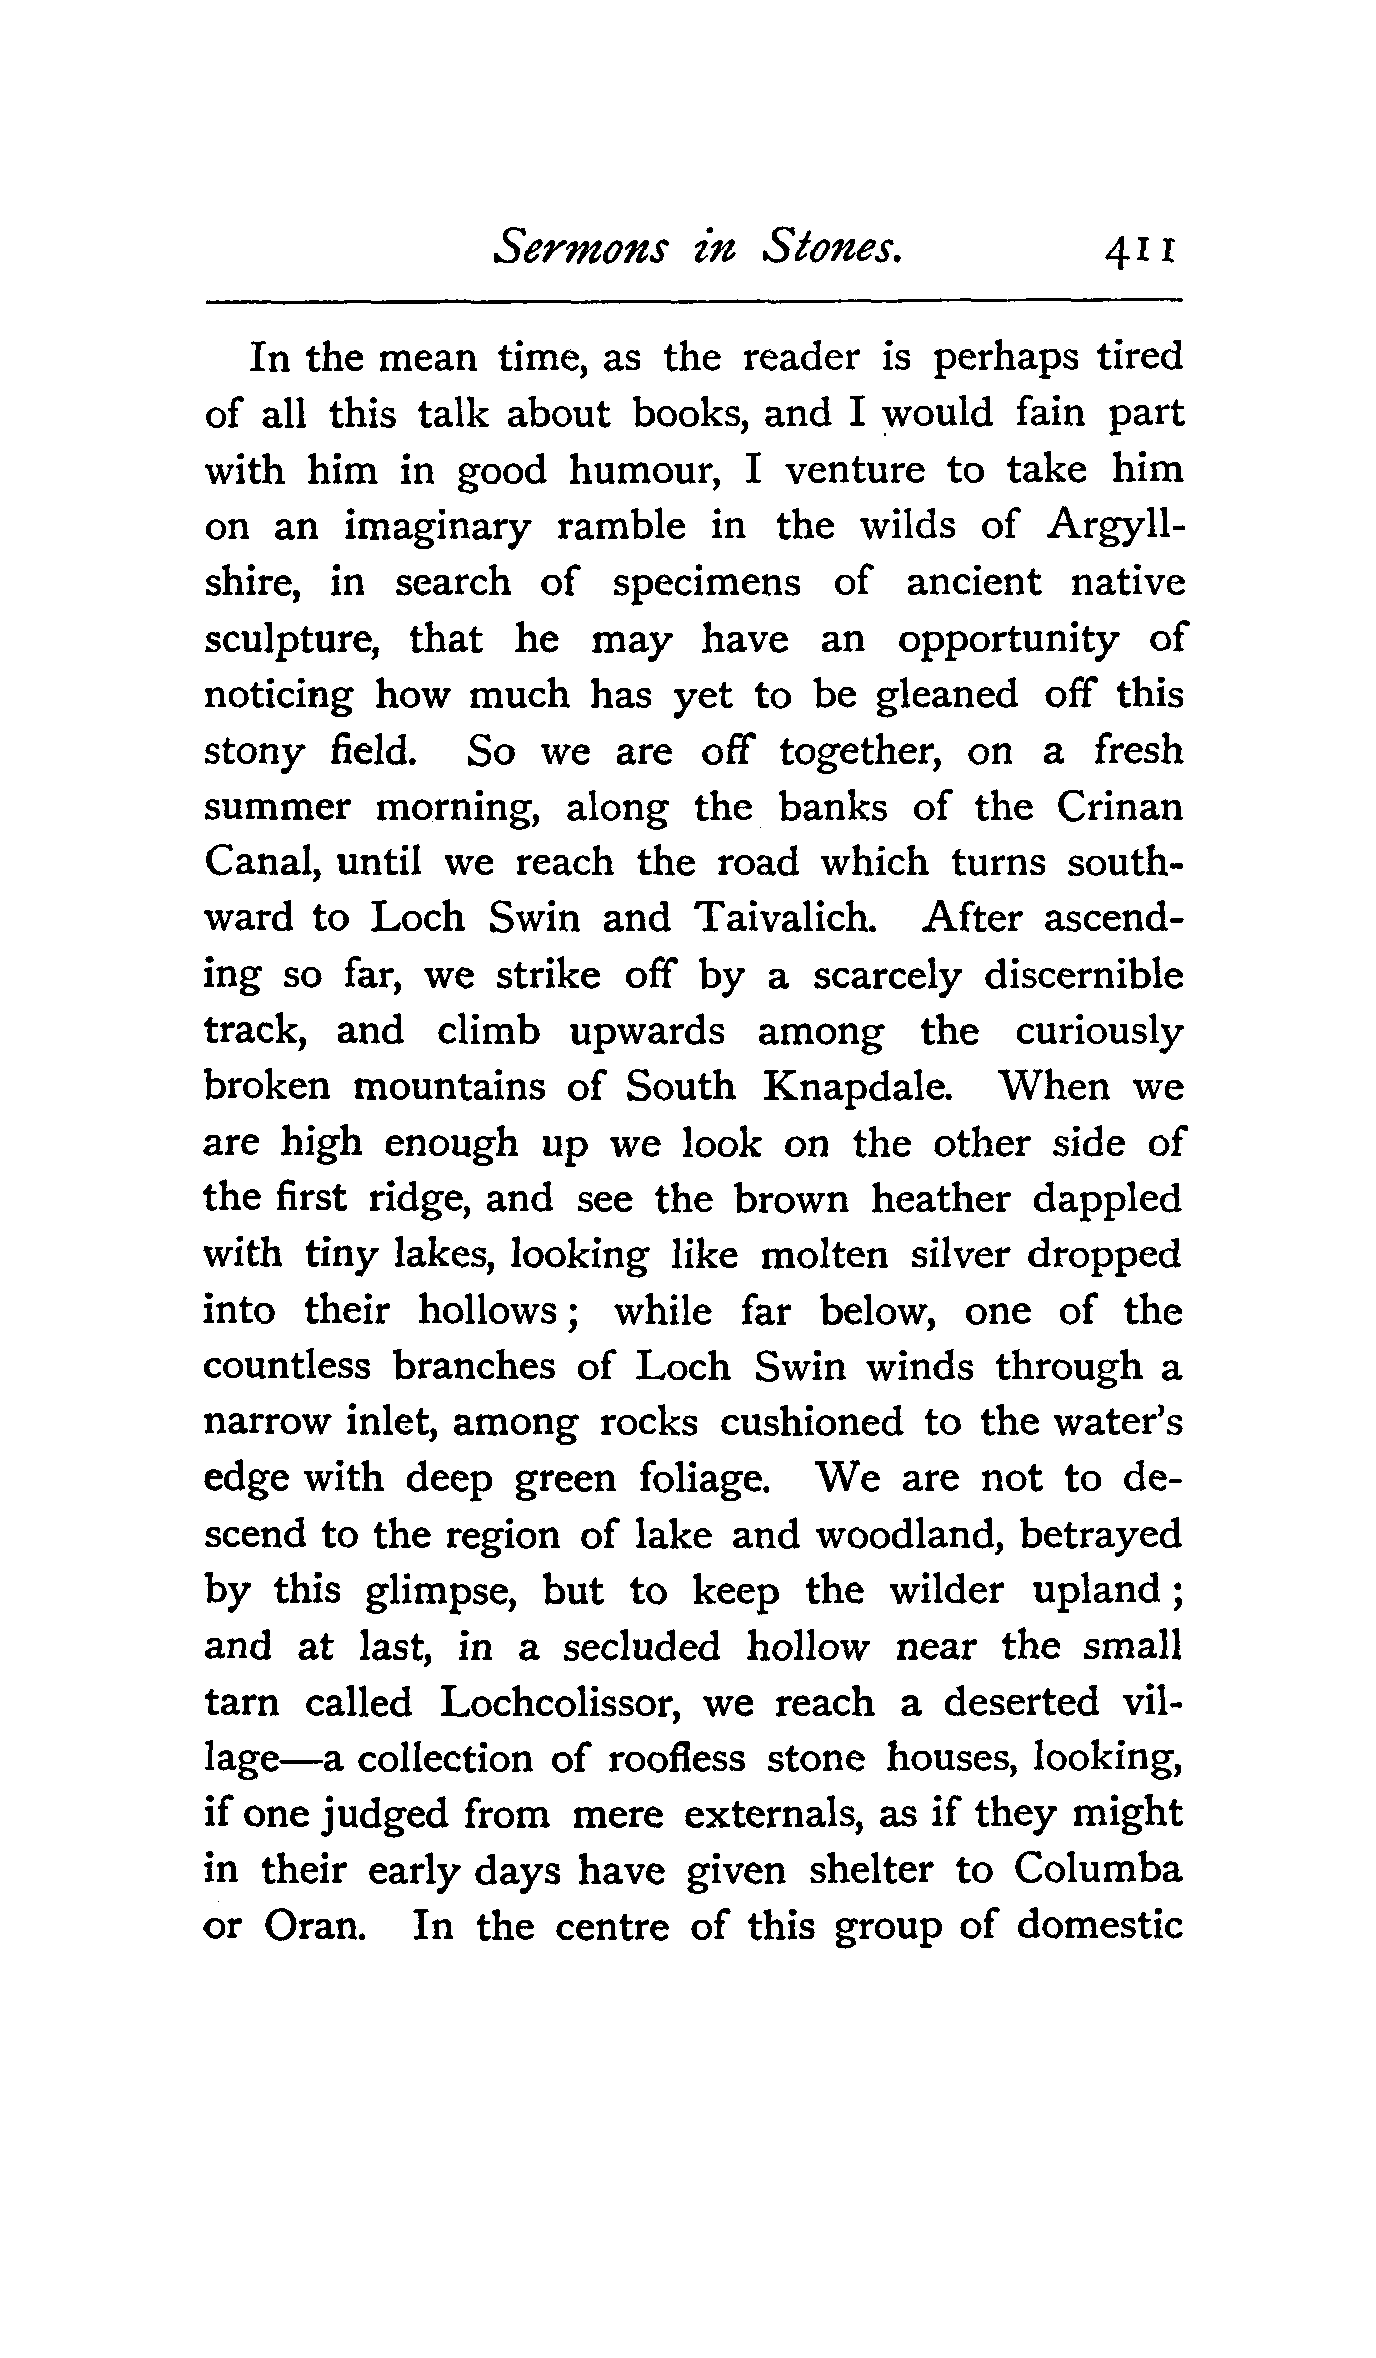 Sermons in Stones. 411
In the mean time, as the reader is perhaps tired
of all this talk about books, and I would fain part
with him in good humour, I venture to take him
on an imaginary ramble in the wilds of Argyll-
shire, in search of specimens of ancient native
sculpture, that he may have an opportunity of
noticing how much has yet to be gleaned off this
stony field. So we are off together, on a fresh
summer morning, along the banks of the Crinan
Canal, until we reach the road which turns south-
ward to Loch Swin and Taivalich. After ascend-
ing so far, we strike off by a scarcely discernible
track, and climb upwards among the curiously
broken mountains of South Knapdale. When we
are high enough up we look on the other side of
the first ridge, and see the brown heather dappled
with tiny lakes, looking like molten silver dropped
into their hollows; while far below, one of the
countless branches of Loch Swin winds through a
narrow inlet, among rocks cushioned to the water's
edge with deep green foliage. We are not to de-
scend to the region of lake and woodland, betrayed
by this glimpse, but to keep the wilder upland;
and at last, in a secluded hollow near the small
tarn called Lochcolissor, we reach a deserted vil-
lage—a collection of roofless stone houses, looking,
if one judged from mere externals, as if they might
in their early days have given shelter to Columba
or Oran. In the centre of this group of domestic